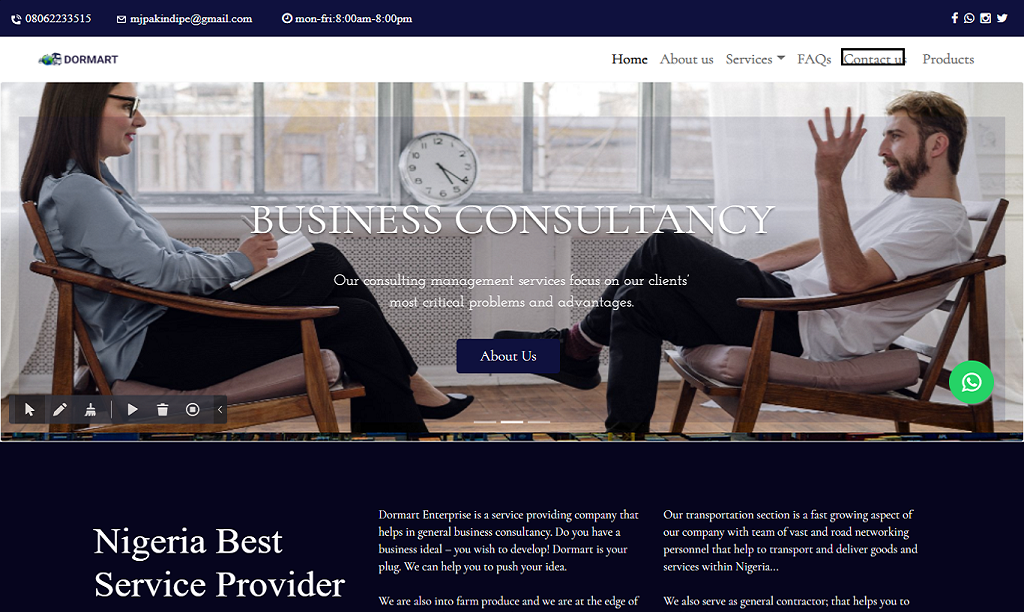 08062233515 mjpakindipe@gmail.com mon-fri:8:00am-8:00pm
DORMART Home About us Services FAQs Contact us Products
BUSINESS CONSULTANCY
Our consulting management services focus on our clients'
most critical problems and advantages.
About Us
Nigeria Best
Service Provider
Dormart Enterprise is a service providing company that
helps in general business consultancy. Do you have a
business ideal – you wish to develop! Dormart is your
plug. We can help you to push your idea.
We are also into farm produce and we are at the edge of
Our transportation section is a fast growing aspect of
our company with team of vast and road networking
personnel that help to transport and deliver goods and
services within Nigeria...
We also serve as general contractor; that helps you to